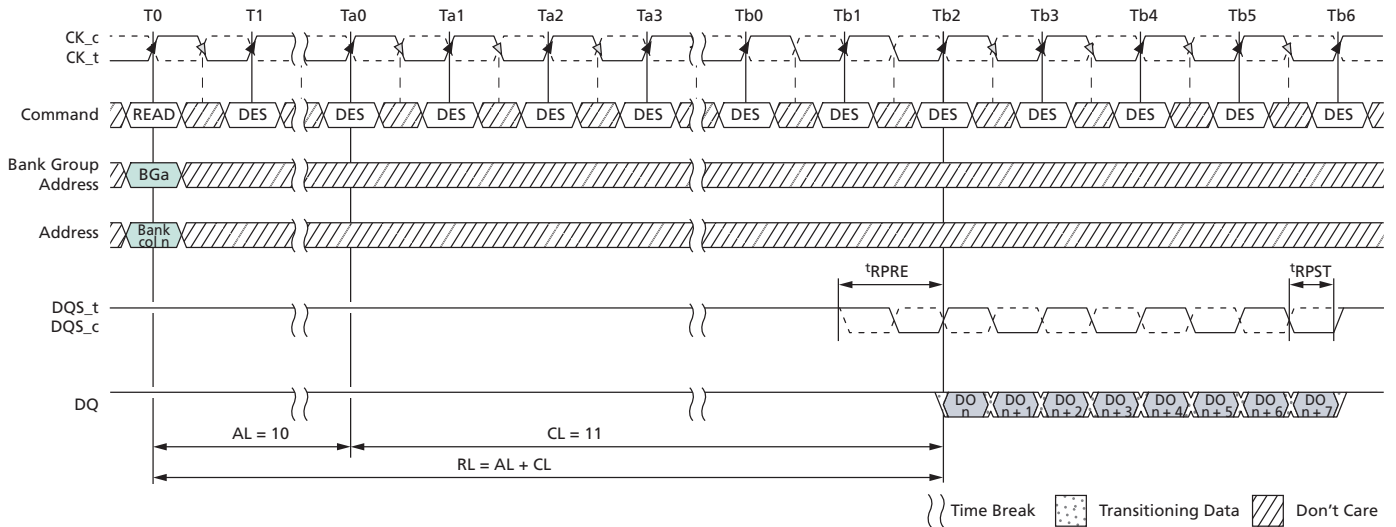 T0 T1 Ta0 Ta1 Ta2 Ta3 Tb0 Tb1 Tb2 Tb3 Tb4 Tb5 Tb6
CK_c
CK_t
Command READ DES DES DES DES DES DES DES DES DES DES DES DES
Bank Group
Address
BGa
Address
Bank
col n
tRPRE tRPST
DQS_t
DQS_c
DQ
DO DO DO DO DO DO DO DO
n n + 1 n + 2 n + 3 n + 4 n + 5 n + 6 n + 7
AL = 10 CL = 11
RL = AL + CL
Time Break Transitioning Data Don’t Care